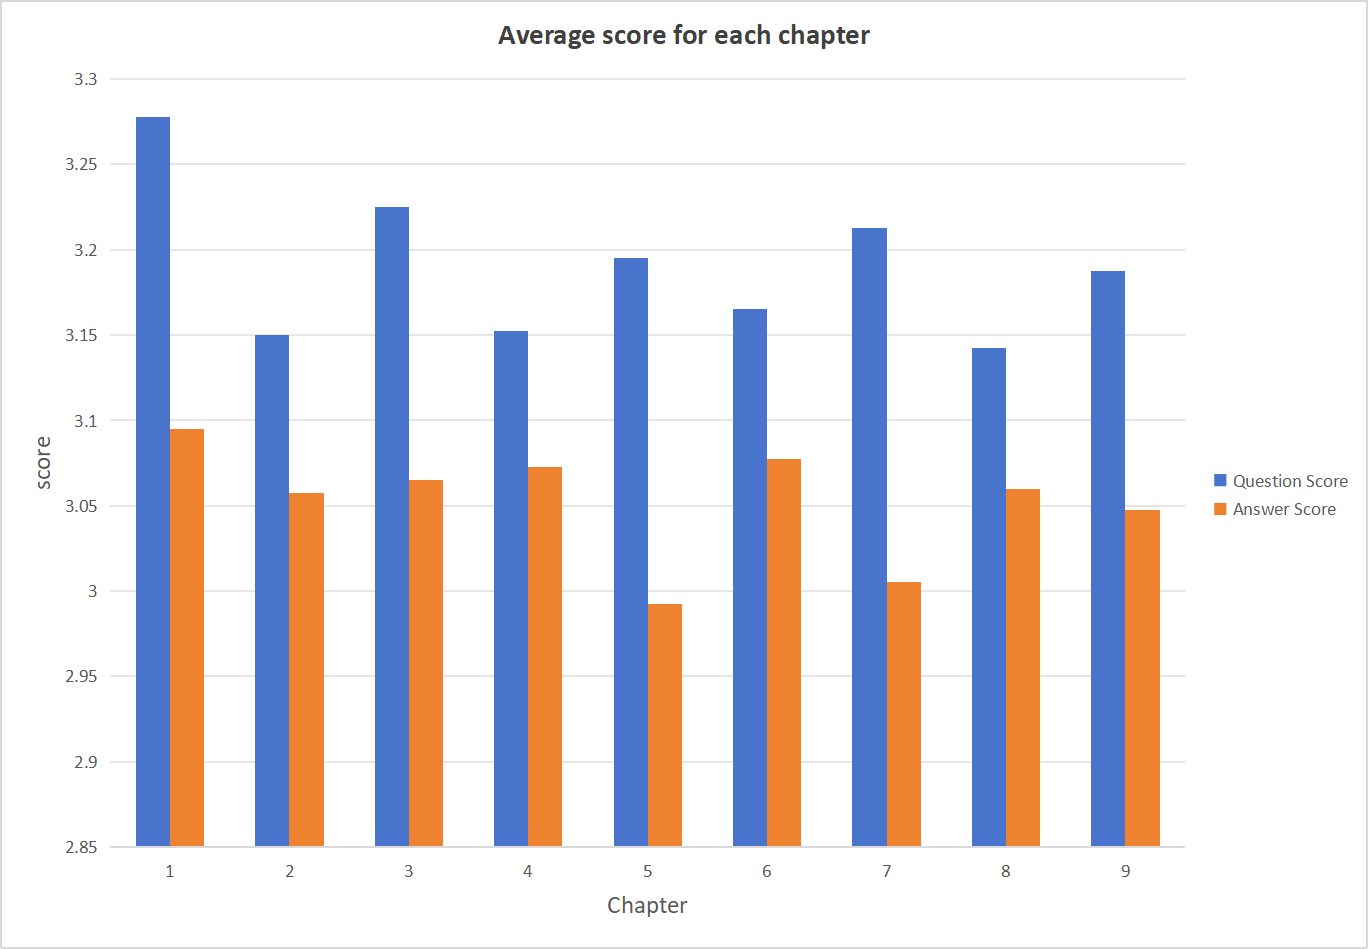 Average score for each chapter
3.3
3.25
3.2
3.15
3.1
3.05
3
2.95
2.9
2.85
score
1 2 3 4 5 6 7 8 9
Chapter
Question Score
Answer Score